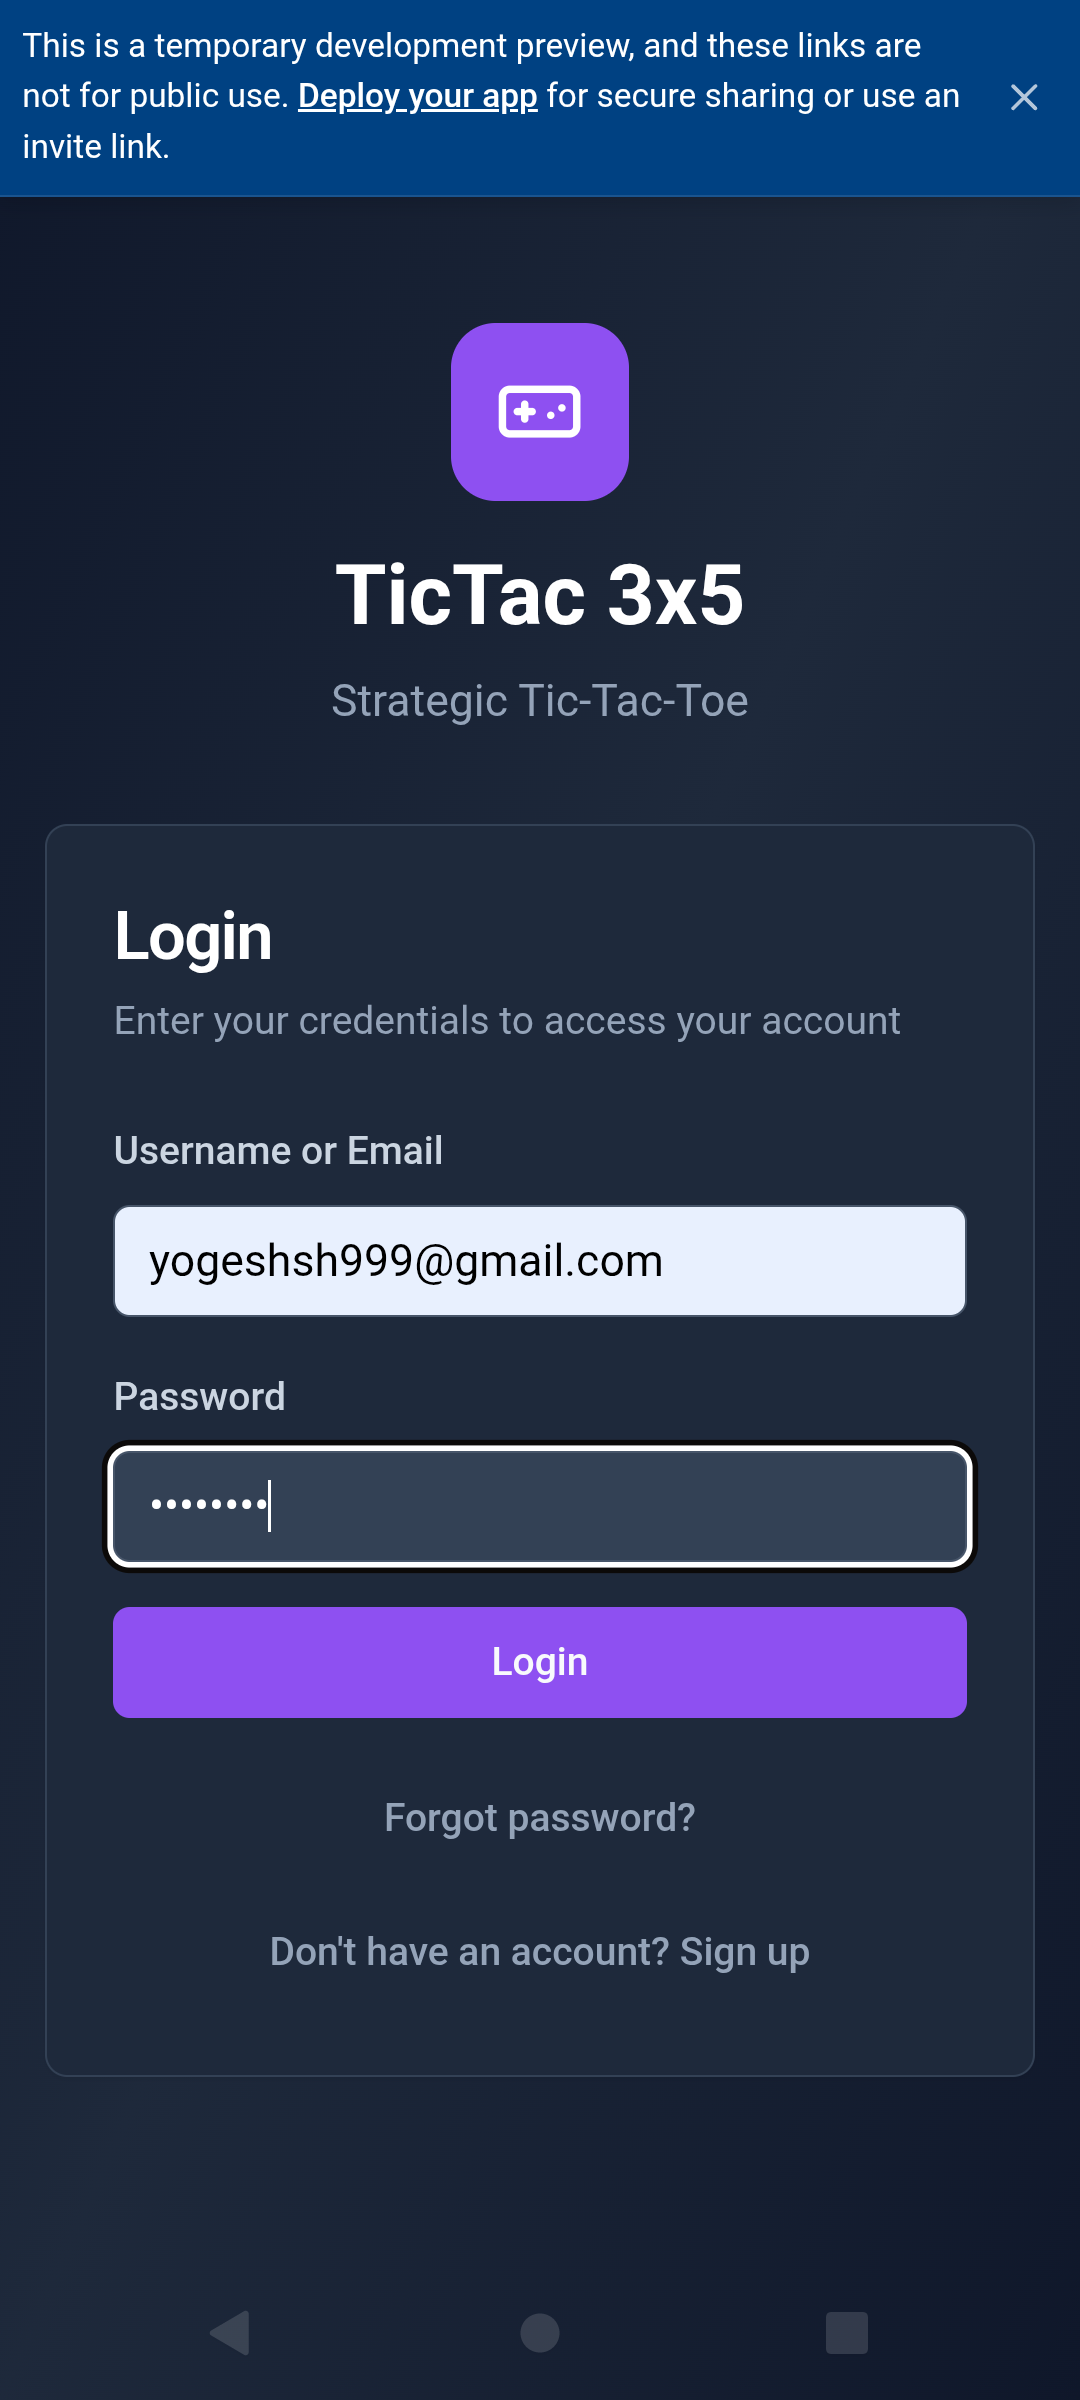 This is a temporary development preview, and these links are
not for public use. Deploy your app for secure sharing or use an
invite link.
TicTac 3x5
Strategic Tic-Tac-Toe
Login
Enter your credentials to access your account
Username or Email
yogeshsh999@gmail.com
Password
••••••••
Login
Forgot password?
Don't have an account? Sign up